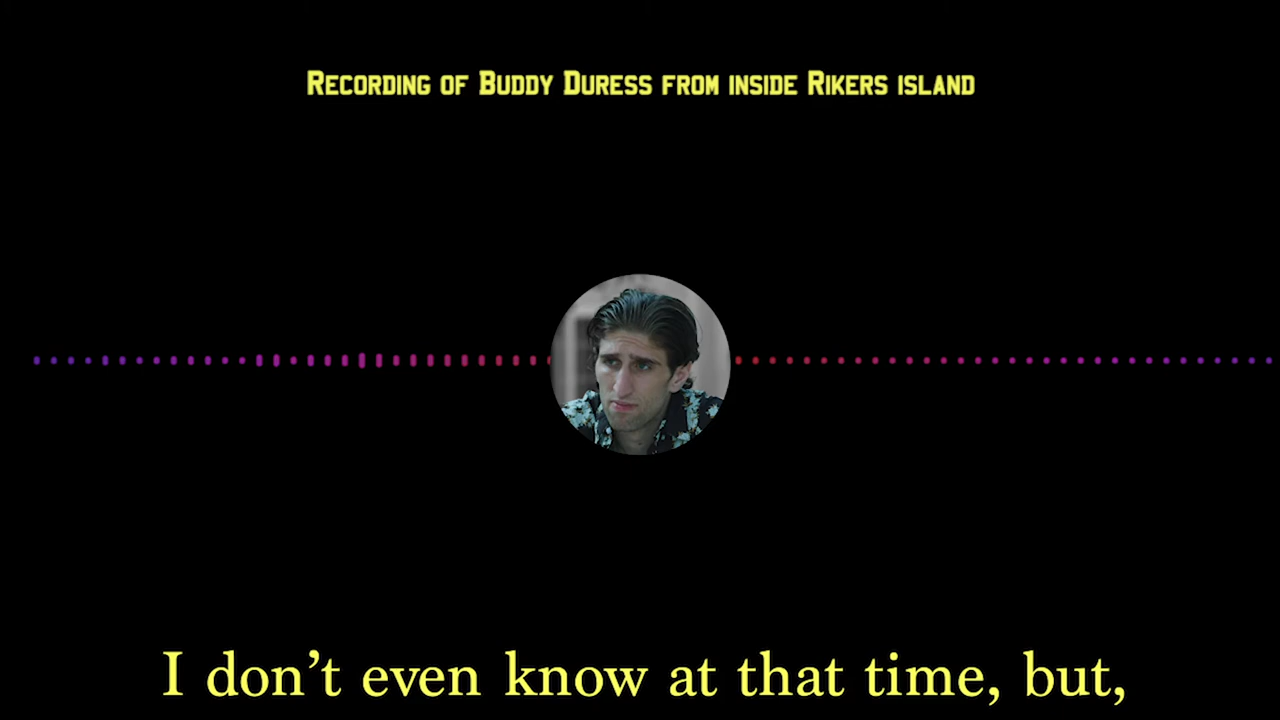 Recording of Buddy Duress from inside Rikers island
I don’t even know at that time, but,